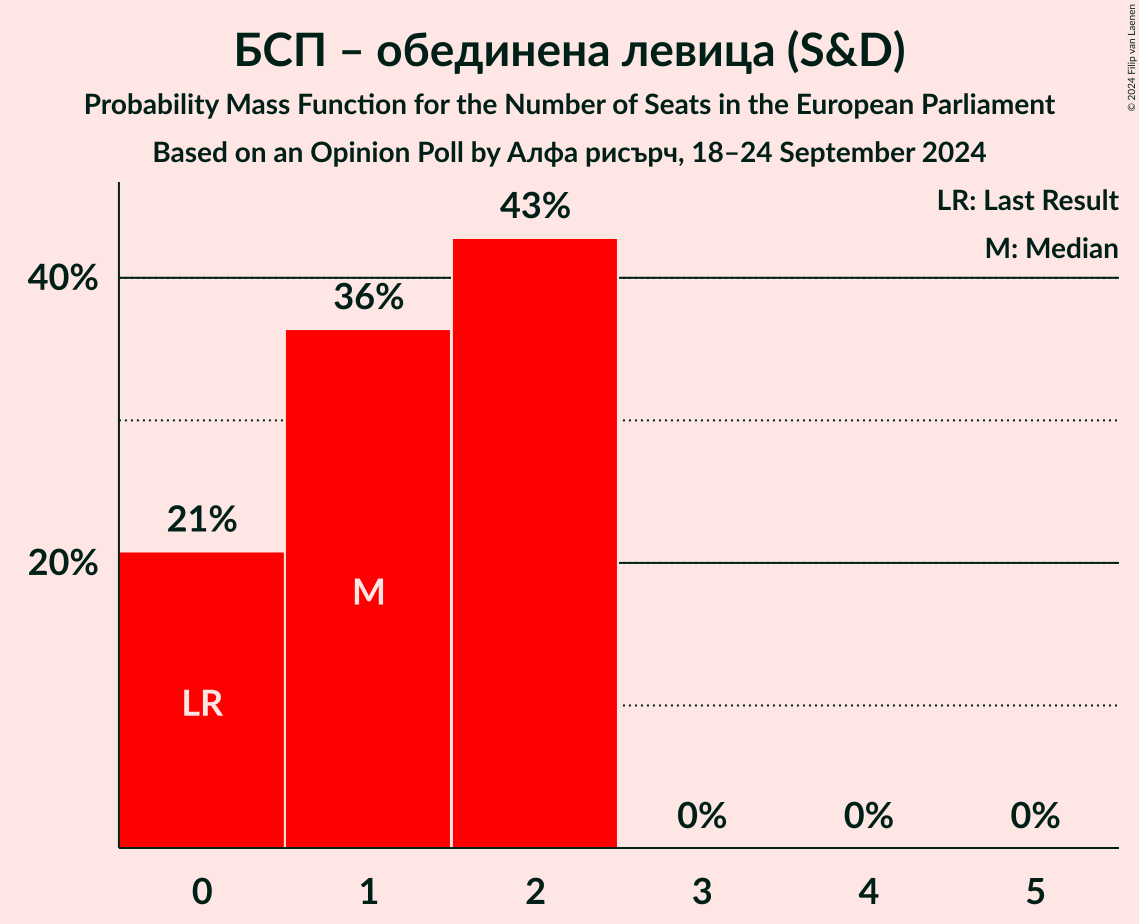 БСП – обединена левица (S&D)
Probability Mass Function for the Number of Seats in the European Parliament
Based on an Opinion Poll by Алфа рисърч, 18–24 September 2024
© 2024 Filip van Laenen
LR: Last Result
M: Median
43%
40%
36%
21%
20%
M
LR
0% 0% 0%
0 1 2 3 4 5